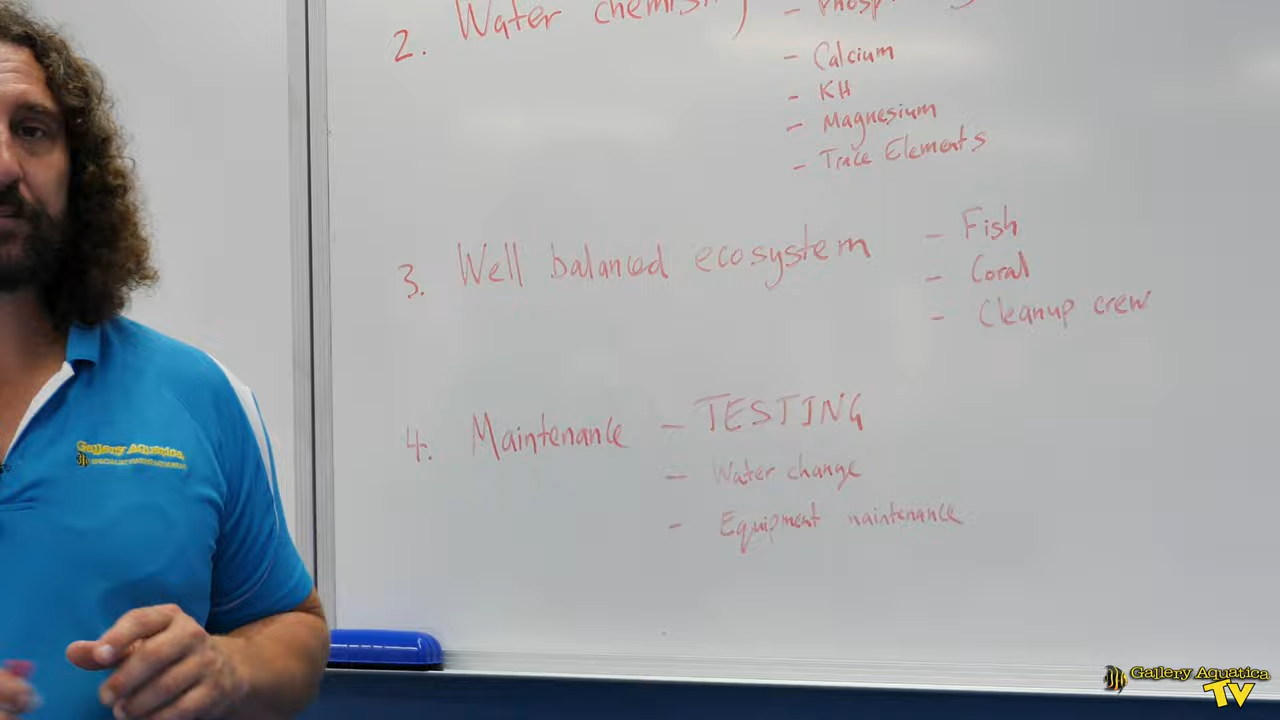 2. Water chemistry
- Calcium
- KH
- Magnesium
- Trace Elements
3. Well balanced ecosystem
- Fish
- Coral
- Cleanup crew
4. Maintenance - TESTING
- Water change
- Equipment maintenance
Gallery Aquatica
Gallery Aquatica
TV